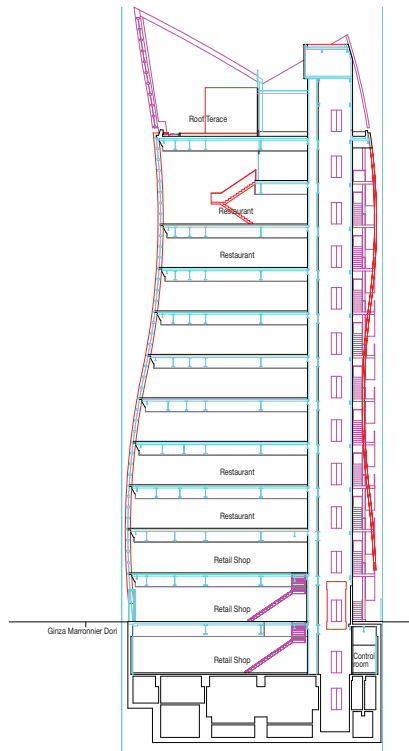 Roof Terace
Restaurant
Restaurant
Restaurant
Restaurant
Retail Shop
Retail Shop
Ginza Marronnier Dori
Retail Shop
Control
room